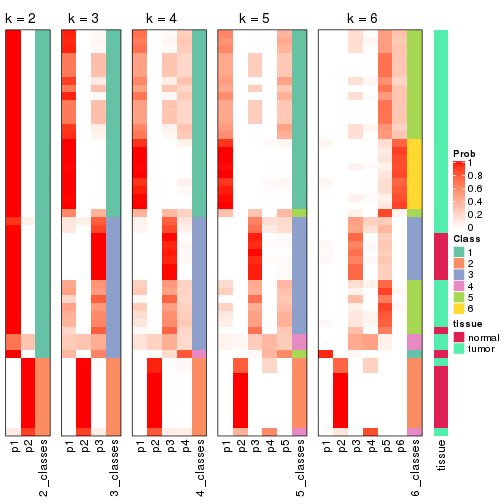 k = 2 k = 3 k = 4 k = 5 k = 6
Prob
1
0.8
0.6
0.4
0.2
0
Class
1
2
3
4
5
6
tissue
normal
tumor
p1 p2 2_classes p1 p2 p3 3_classes p1 p2 p3 p4 4_classes p1 p2 p3 p4 p5 5_classes p1 p2 p3 p4 p5 p6 6_classes tissue